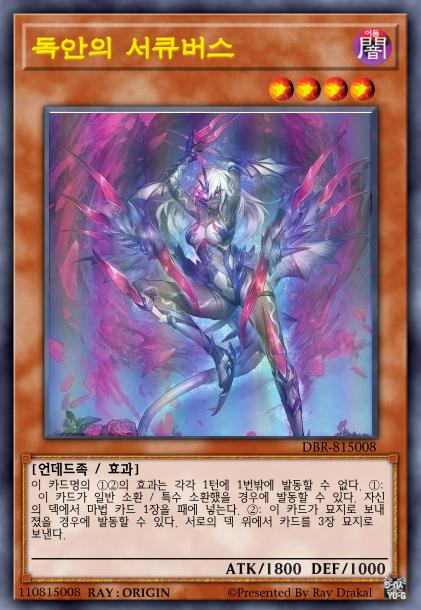 독안의 서큐버스
어둠
闇
DBR-815008
[언데드족 / 효과]
이 카드명의 ①②의 효과는 각각 1턴에 1번밖에 발동할 수 없다. ①:
이 카드가 일반 소환 / 특수 소환했을 경우에 발동할 수 있다. 자신
의 덱에서 마법 카드 1장을 패에 넣는다. ②: 이 카드가 묘지로 보내
졌을 경우에 발동할 수 있다. 서로의 덱 위에서 카드를 3장 묘지로
보낸다.
ATK/1800 DEF/1000
110815008 RAY : ORIGIN ©Presented By Ray Drakal